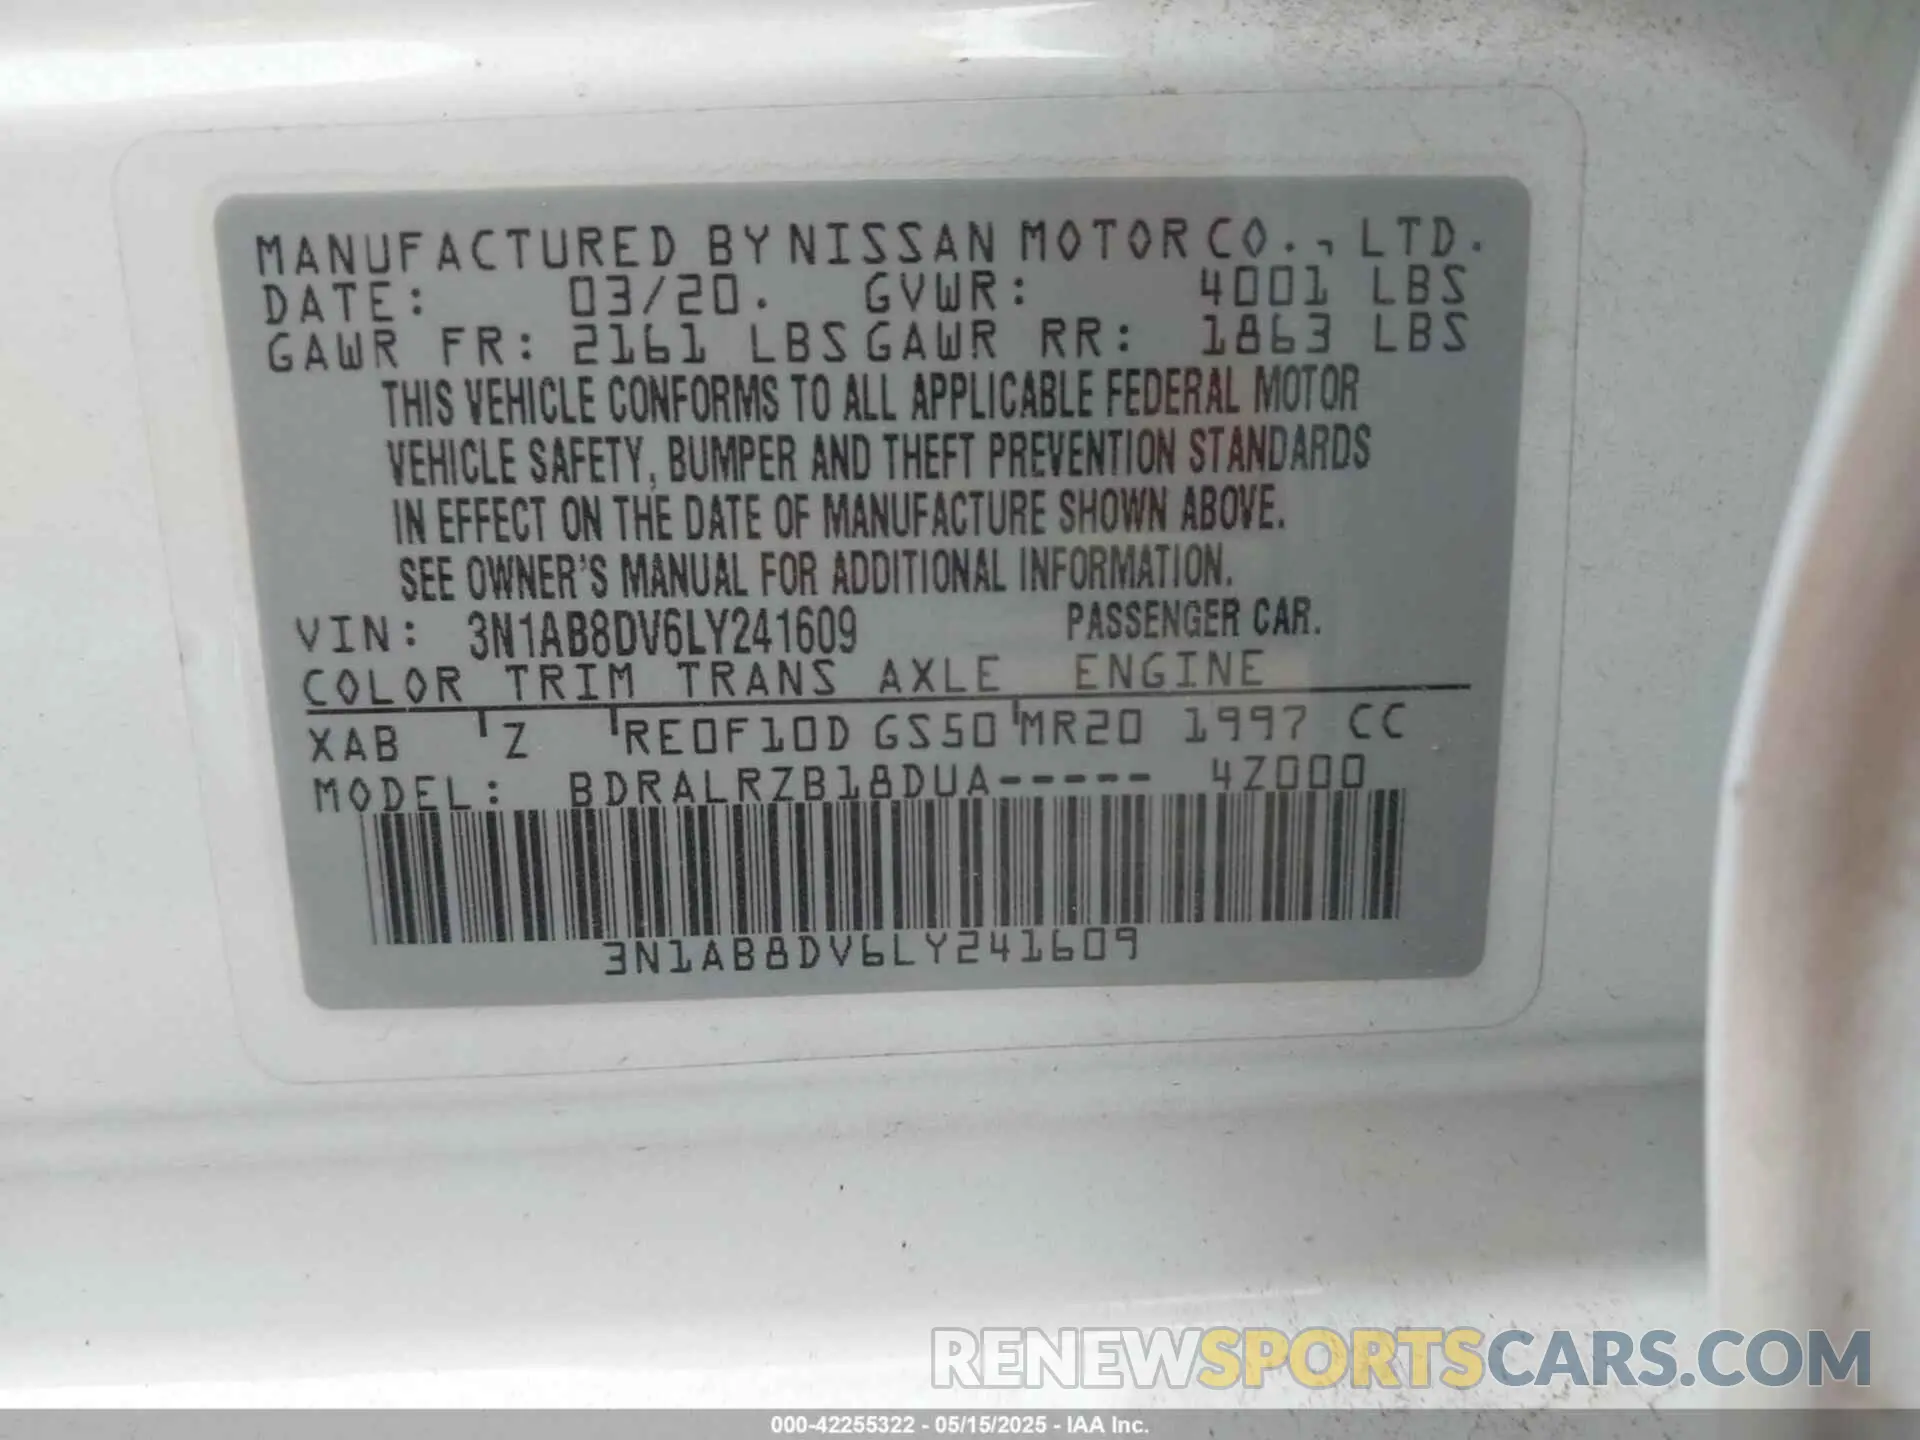 MANUFACTURED BY NISSAN MOTOR CO., LTD.
DATE: 03/20. GVWR: 4001 LBS
GAWR FR: 2161 LBS GAWR RR: 1863 LBS
THIS VEHICLE CONFORMS TO ALL APPLICABLE FEDERAL MOTOR
VEHICLE SAFETY, BUMPER AND THEFT PREVENTION STANDARDS
IN EFFECT ON THE DATE OF MANUFACTURE SHOWN ABOVE.
SEE OWNER'S MANUAL FOR ADDITIONAL INFORMATION.
VIN: 3N1AB8DV6LY241609 PASSENGER CAR.
COLOR TRIM TRANS AXLE ENGINE
XAB Z RE0F10D GS50 MR20 1997 CC
MODEL: BDRALRZB18DUA----- 4Z000
3N1AB8DV6LY241609
RENEWSPORTSCARS.COM
000-42255322 - 05/15/2025 - IAA Inc.